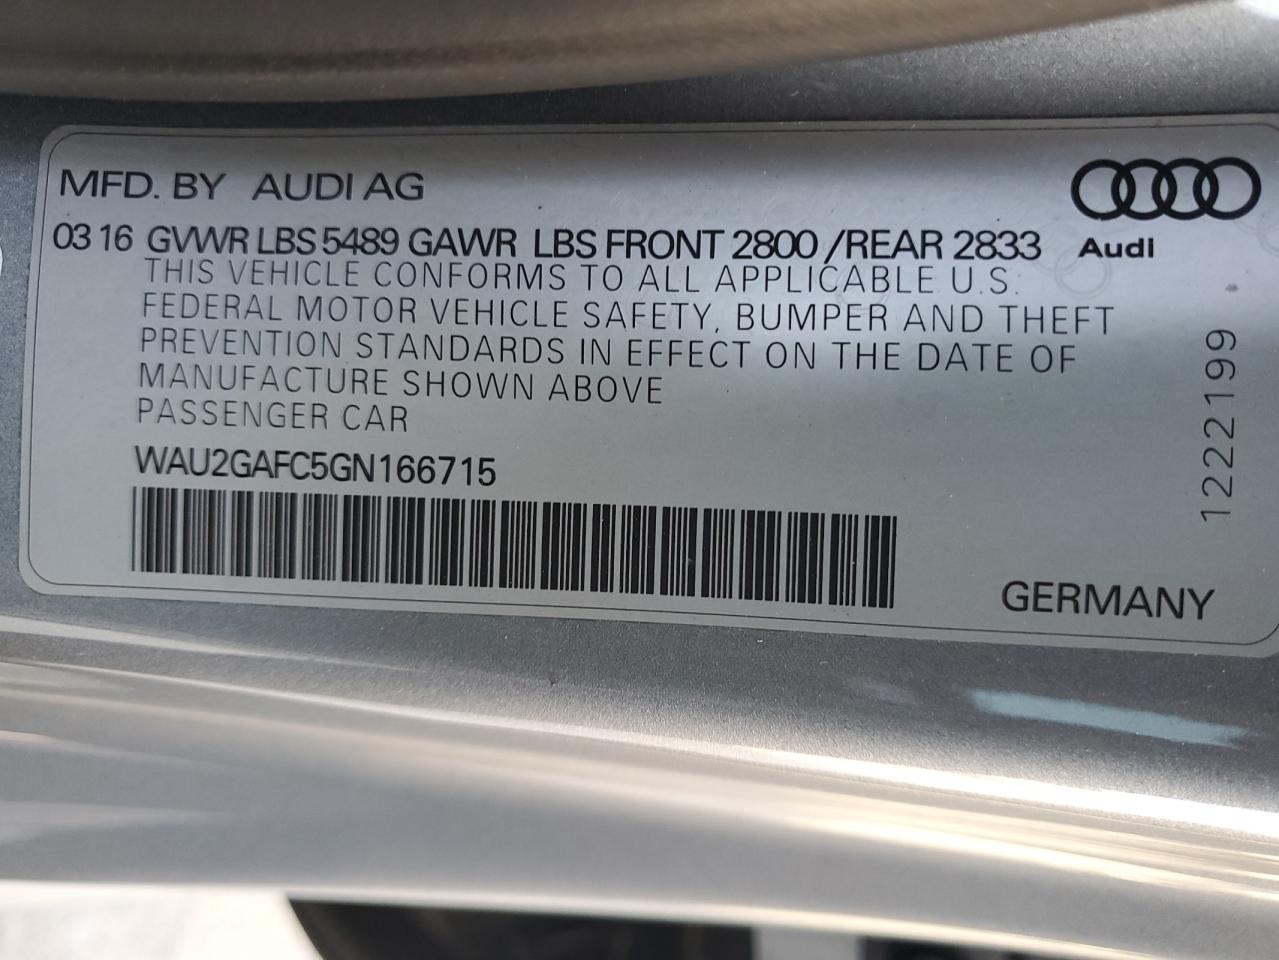 MFD. BY AUDI AG
03 16 GVWR LBS 5489 GAWR LBS FRONT 2800 /REAR 2833
Audi
THIS VEHICLE CONFORMS TO ALL APPLICABLE U.S.
FEDERAL MOTOR VEHICLE SAFETY, BUMPER AND THEFT
PREVENTION STANDARDS IN EFFECT ON THE DATE OF
MANUFACTURE SHOWN ABOVE
PASSENGER CAR
WAU2GAFC5GN166715
1222199
GERMANY